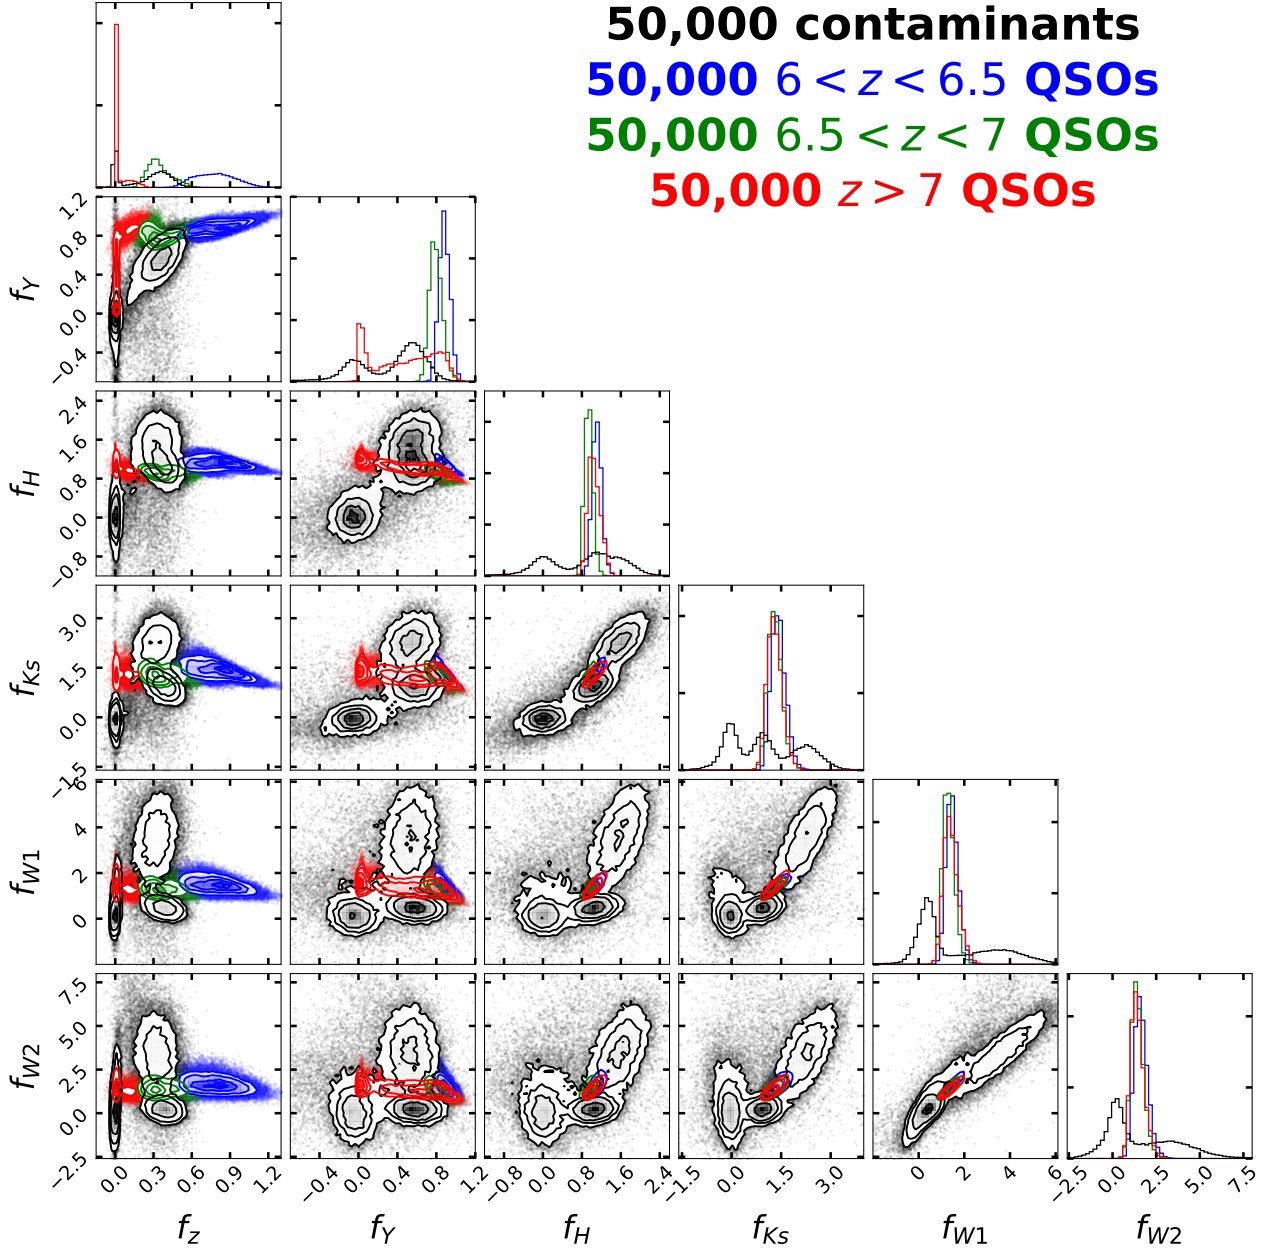 50,000 contaminants
50,000 6 < z < 6.5 QSOs
50,000 6.5 < z < 7 QSOs
50,000 z > 7 QSOs
1.2
0.8
0.4
0.0
−0.4
f_Y
2.4
1.6
0.8
0.0
−0.8
f_H
3.0
1.5
0.0
−1.5
f_Ks
6
4
2
0
f_W1
7.5
5.0
2.5
0.0
−2.5
f_W2
0.0 0.3 0.6 0.9 1.2 −0.4 0.0 0.4 0.8 1.2 −0.8 0.0 0.8 1.6 2.4 −1.5 0.0 1.5 3.0 0 2 4 6 −2.5 0.0 2.5 5.0 7.5
f_z f_Y f_H f_Ks f_W1 f_W2